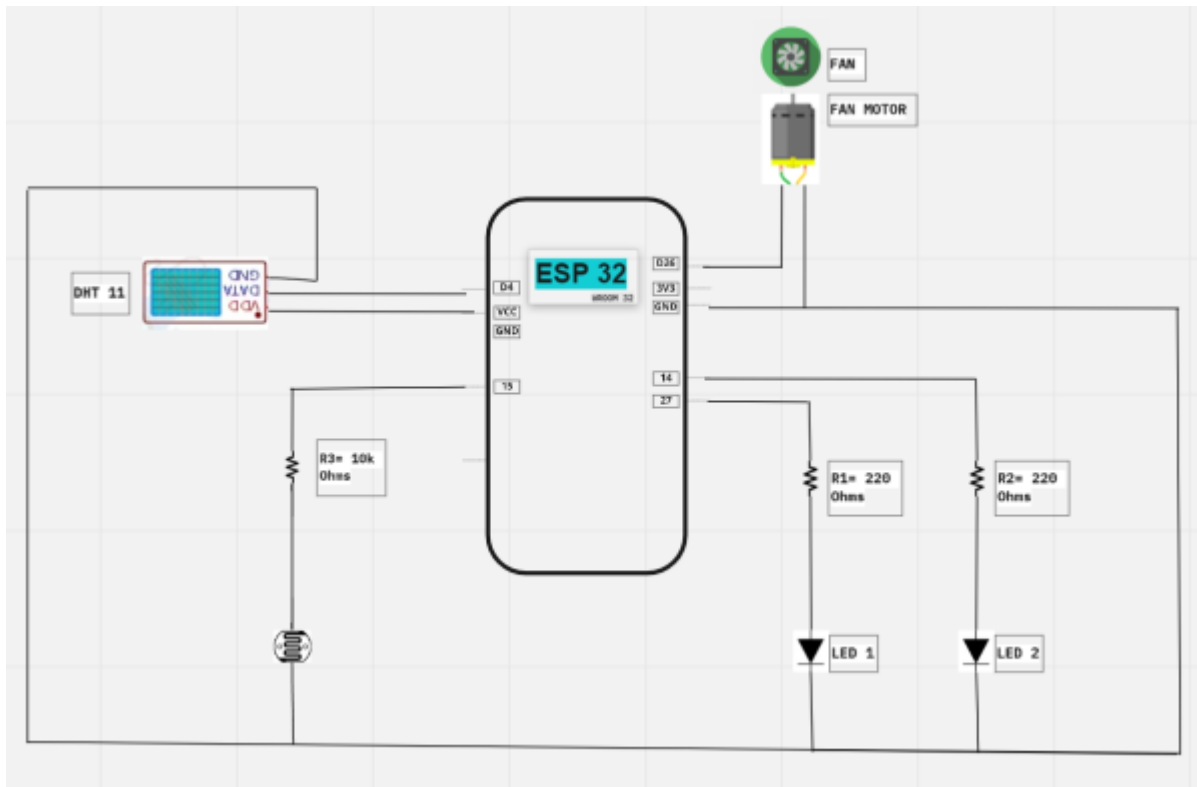 FAN
FAN MOTOR
ESP 32
WROOM 32
D26
3V3
GND
14
27
D4
VCC
GND
DHT 11
GND
DATA
VDD
R3= 10k
Ohms
R1= 220
Ohms
R2= 220
Ohms
LED 1
LED 2